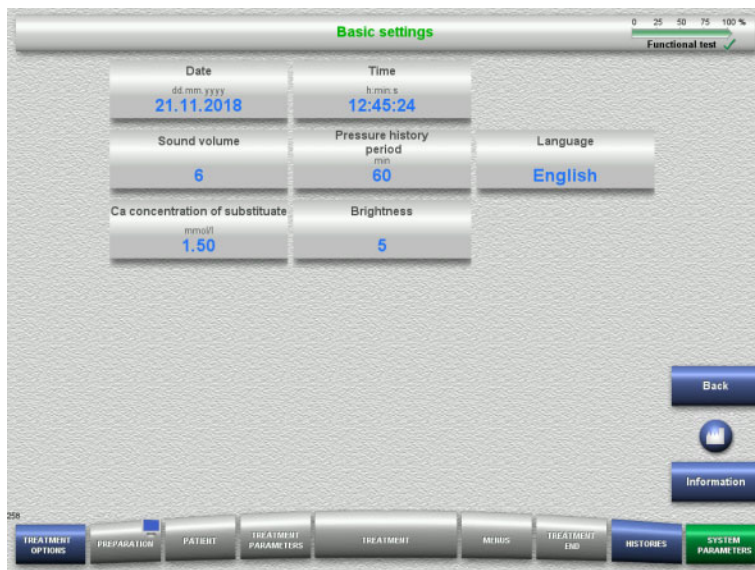 Basic settings
0 25 50 75 100 %
Functional test
Date
dd.mm.yyyy
21.11.2018
Time
h:min:s
12:45:24
Sound volume
6
Pressure history
period
min
60
Language
English
Ca concentration of substituate
mmol/l
1.50
Brightness
5
Back
Information
256
TREATMENT
OPTIONS
PREPARATION
PATIENT
TREATMENT
PARAMETERS
TREATMENT
MENUS
TREATMENT
END
HISTORIES
SYSTEM
PARAMETERS